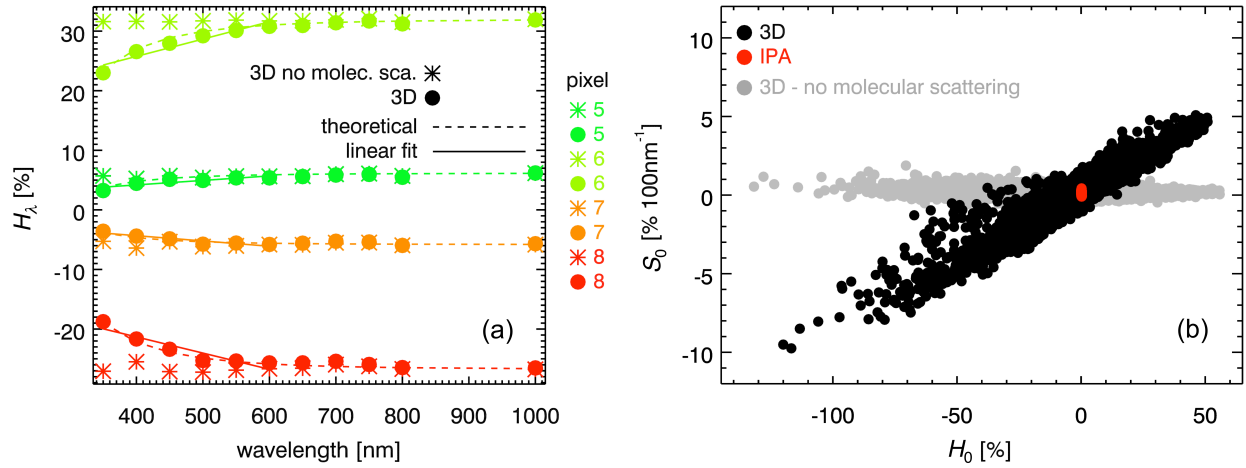 30
20
10
0
-10
-20
H_λ [%]
3D no molec. sca.
3D
theoretical
linear fit
(a)
400 500 600 700 800 900 1000
wavelength [nm]
pixel
5
5
6
6
7
7
8
8
10
5
0
-5
-10
S₀ [% 100nm⁻¹]
3D
IPA
3D - no molecular scattering
(b)
-100 -50 0 50
H₀ [%]